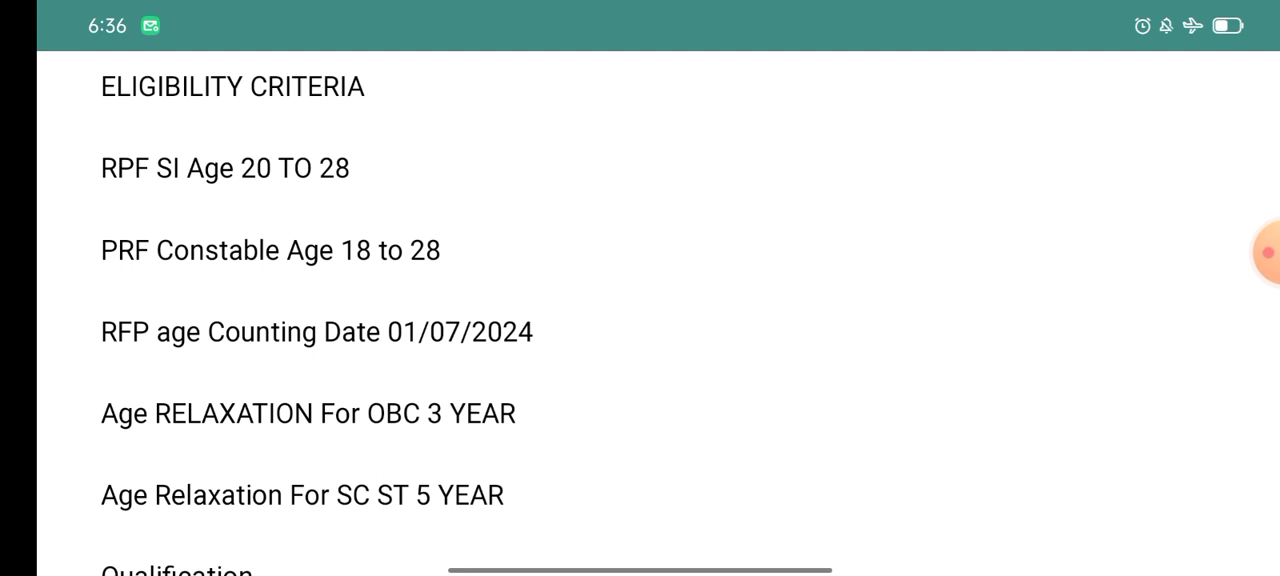 6:36
ELIGIBILITY CRITERIA
RPF SI Age 20 TO 28
PRF Constable Age 18 to 28
RFP age Counting Date 01/07/2024
Age RELAXATION For OBC 3 YEAR
Age Relaxation For SC ST 5 YEAR
Qualification